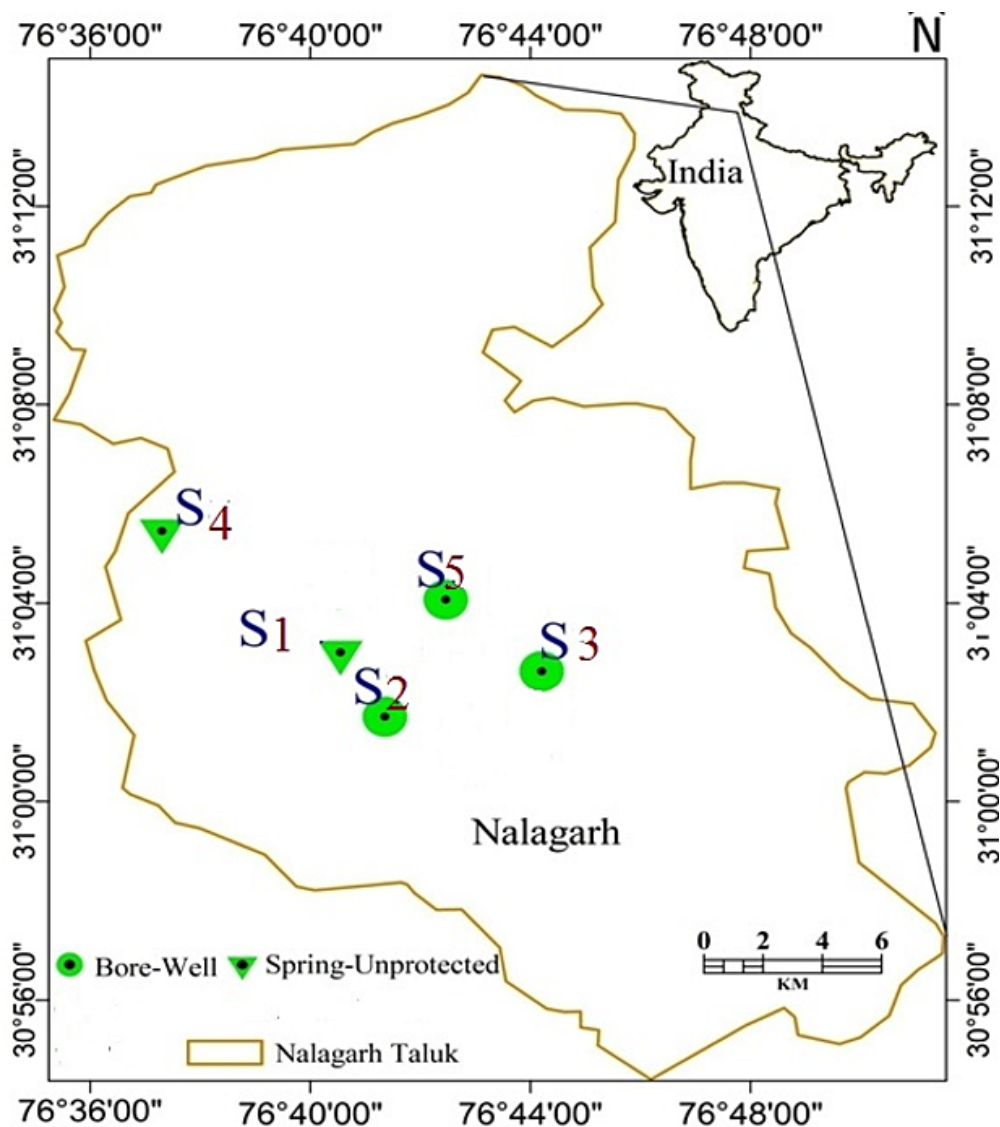 N
76°36'00" 76°40'00" 76°44'00" 76°48'00"
India
31°12'00" 31°12'00"
31°08'00" 31°08'00"
S4
S5
31°04'00" 31°04'00"
S1
S3
S2
31°00'00" 31°00'00"
Nalagarh
0 2 4 6
KM
Bore-Well Spring-Unprotected
30°56'00" 30°56'00"
Nalagarh Taluk
76°36'00" 76°40'00" 76°44'00" 76°48'00"